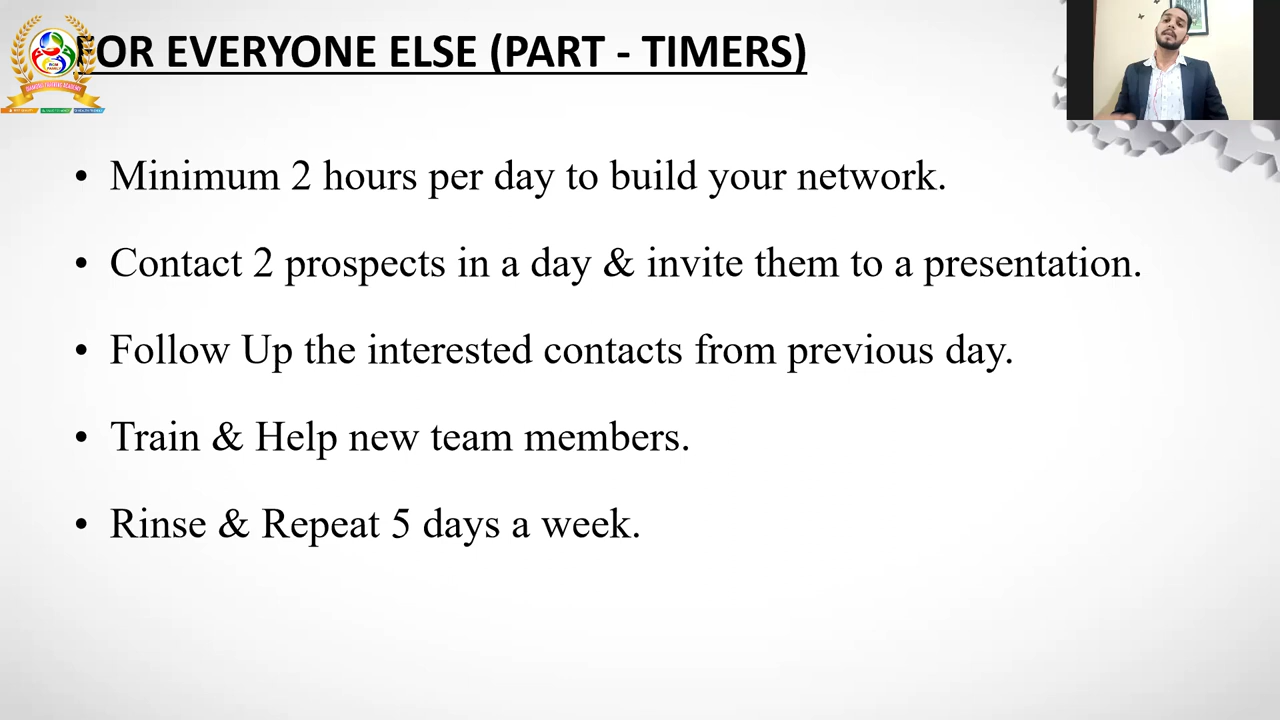 FOR EVERYONE ELSE (PART - TIMERS)
• Minimum 2 hours per day to build your network.
• Contact 2 prospects in a day & invite them to a presentation.
• Follow Up the interested contacts from previous day.
• Train & Help new team members.
• Rinse & Repeat 5 days a week.